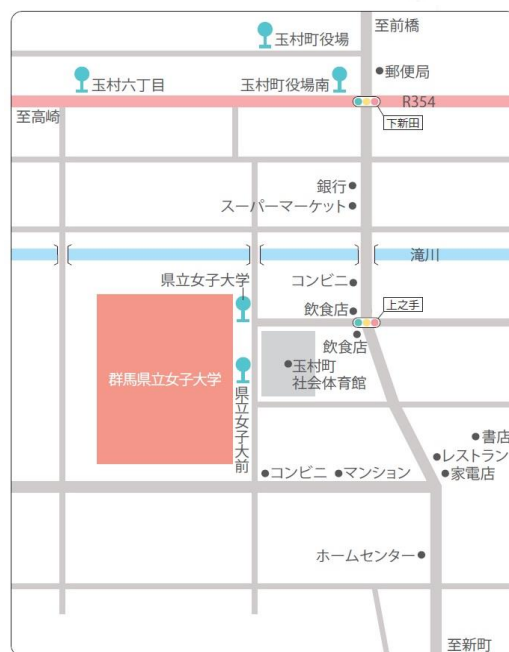 至前橋
玉村町役場
郵便局
玉村六丁目
玉村町役場南
R354
至高崎
下新田
銀行
スーパーマーケット
滝川
県立女子大学
コンビニ
飲食店
上之手
飲食店
群馬県立女子大学
玉村町
社会体育館
県立女子大前
書店
レストラン
家電店
コンビニ
マンション
ホームセンター
至新町